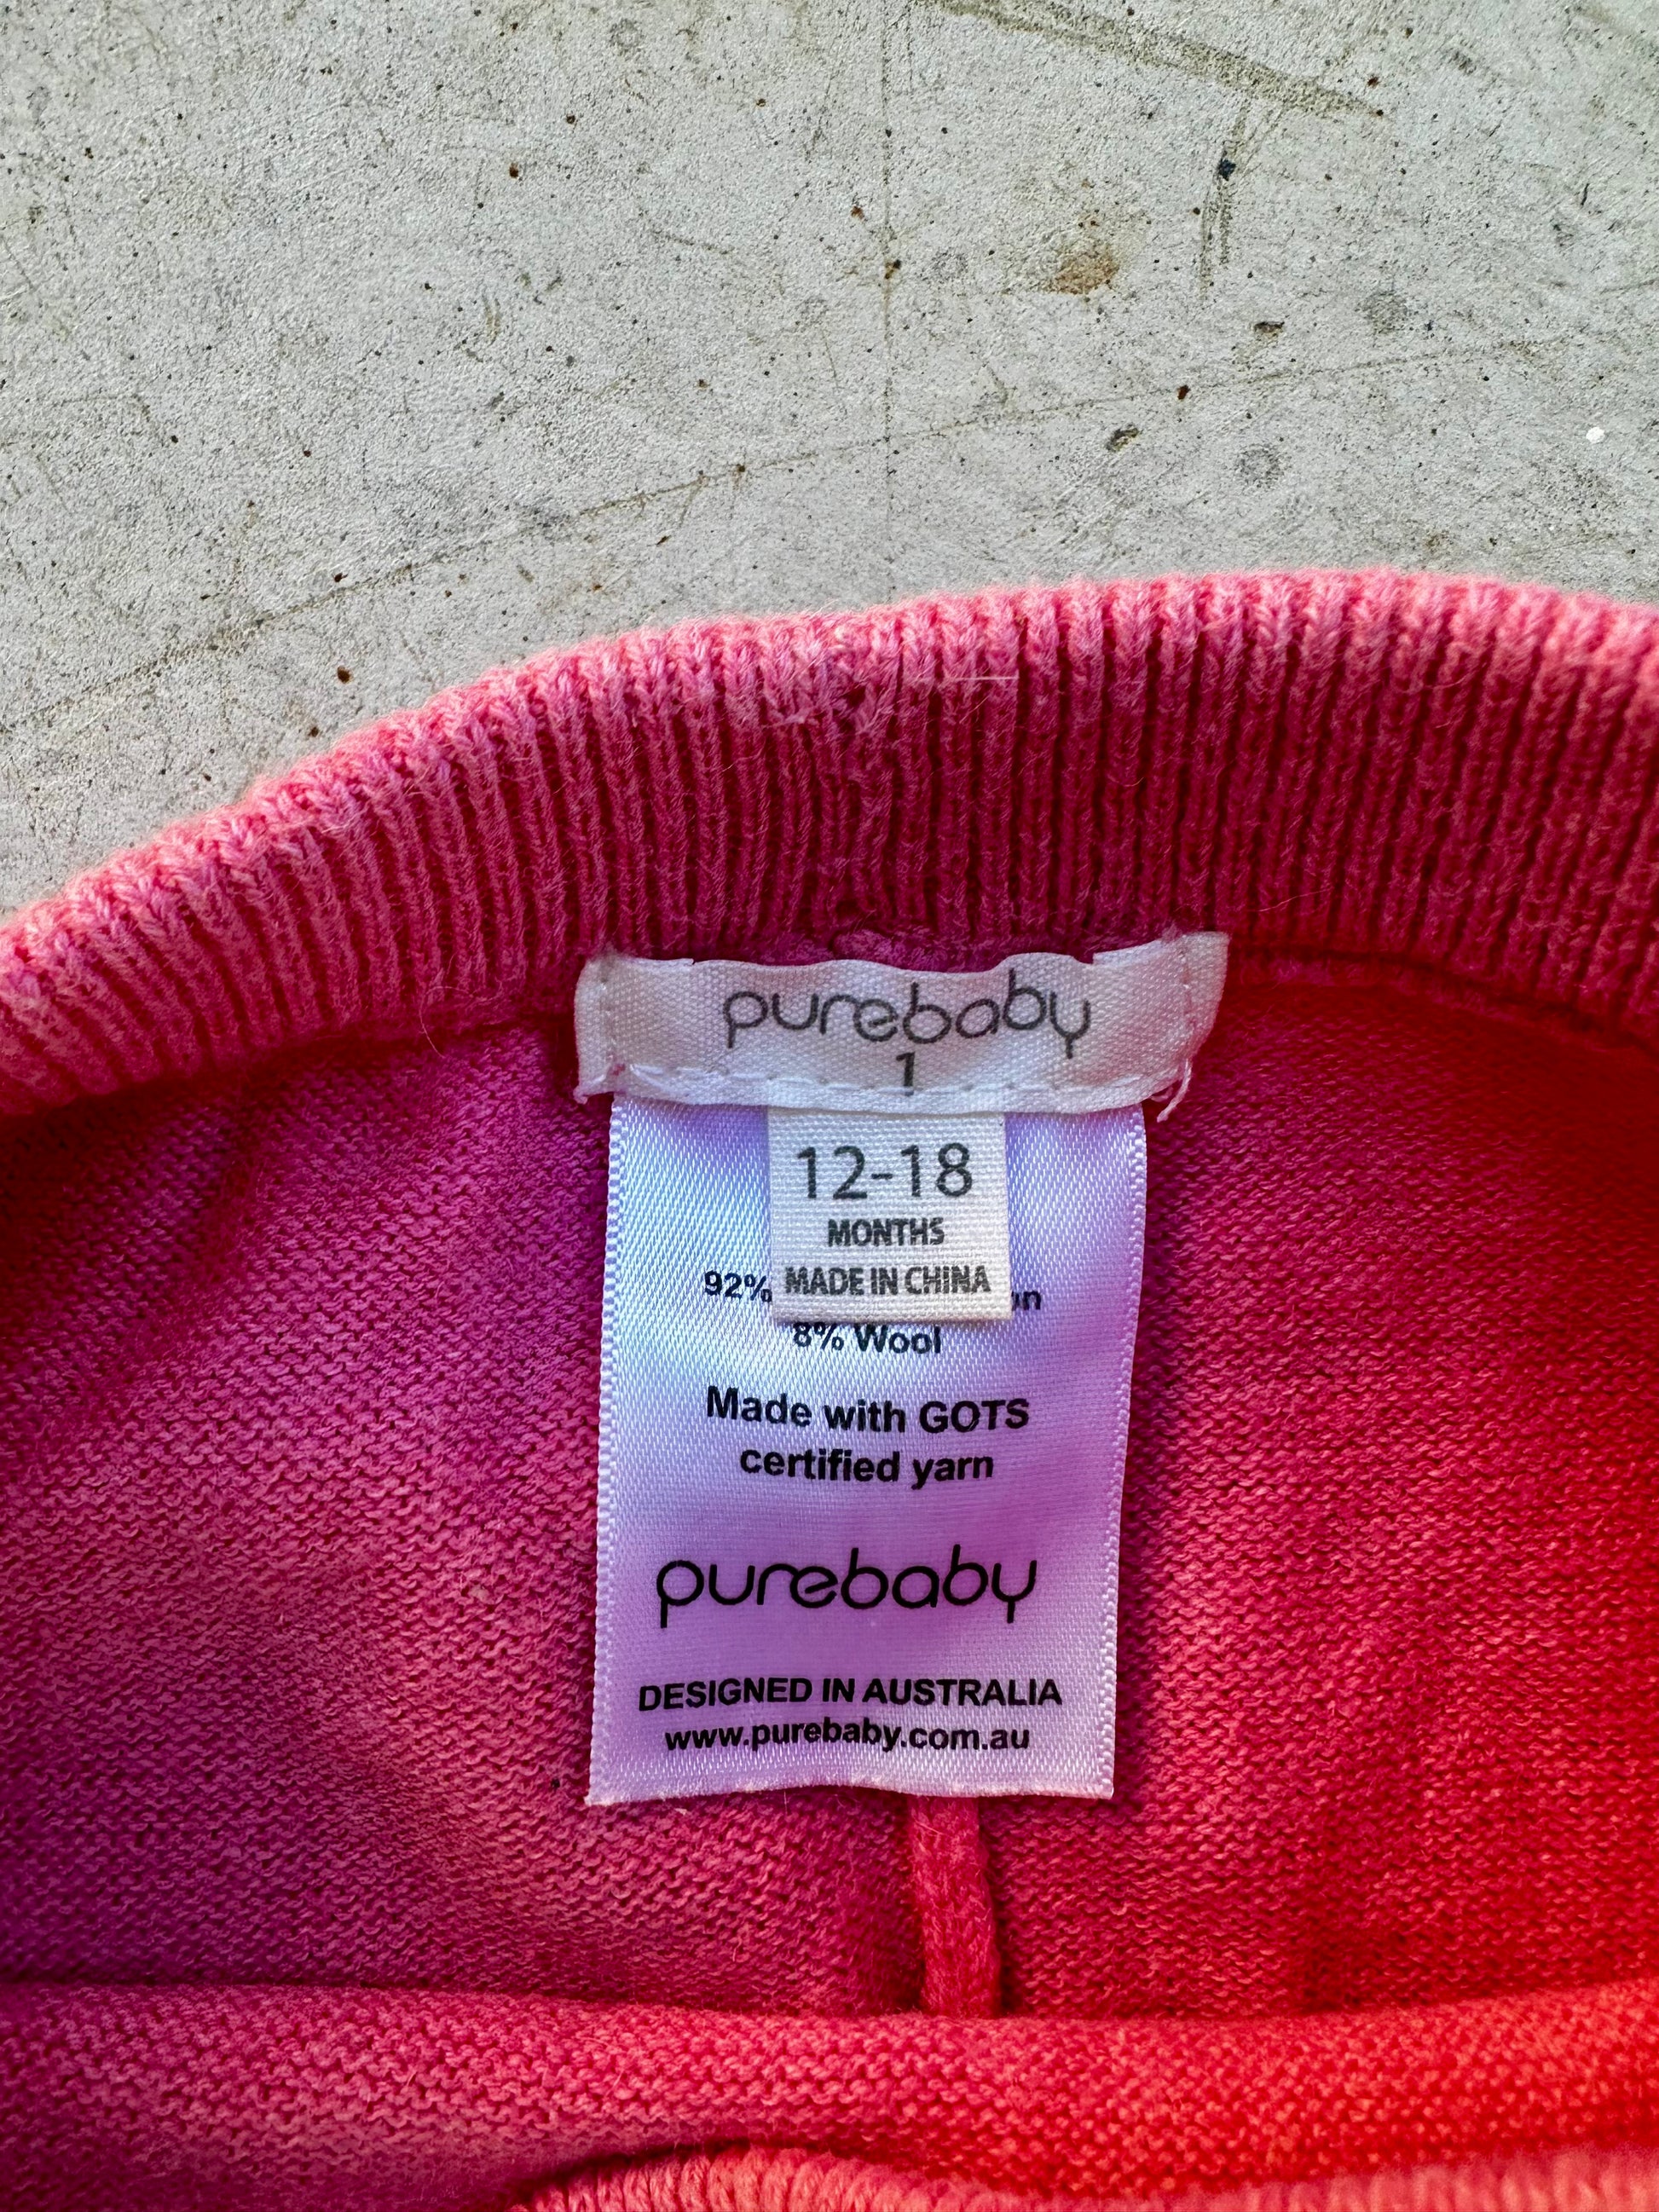 purebaby
1
12-18
MONTHS
MADE IN CHINA
92%
8% Wool
Made with GOTS
certified yarn
purebaby
DESIGNED IN AUSTRALIA
www.purebaby.com.au